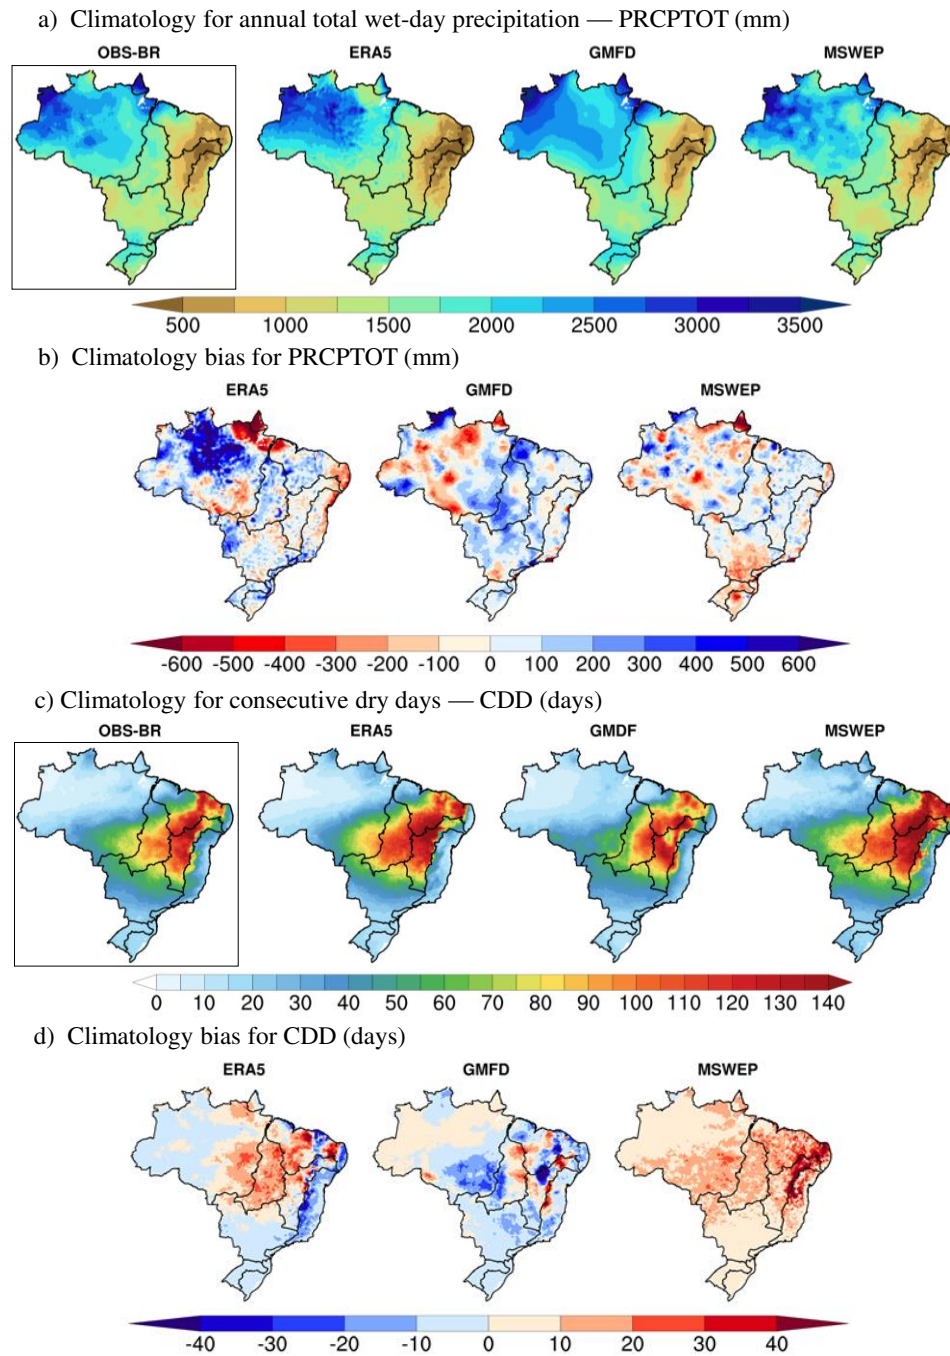 a) Climatology for annual total wet-day precipitation — PRCPTOT (mm)
OBS-BR ERA5 GMFD MSWEP
500 1000 1500 2000 2500 3000 3500
b) Climatology bias for PRCPTOT (mm)
ERA5 GMFD MSWEP
-600 -500 -400 -300 -200 -100 0 100 200 300 400 500 600
c) Climatology for consecutive dry days — CDD (days)
OBS-BR ERA5 GMDF MSWEP
0 10 20 30 40 50 60 70 80 90 100 110 120 130 140
d) Climatology bias for CDD (days)
ERA5 GMFD MSWEP
-40 -30 -20 -10 0 10 20 30 40